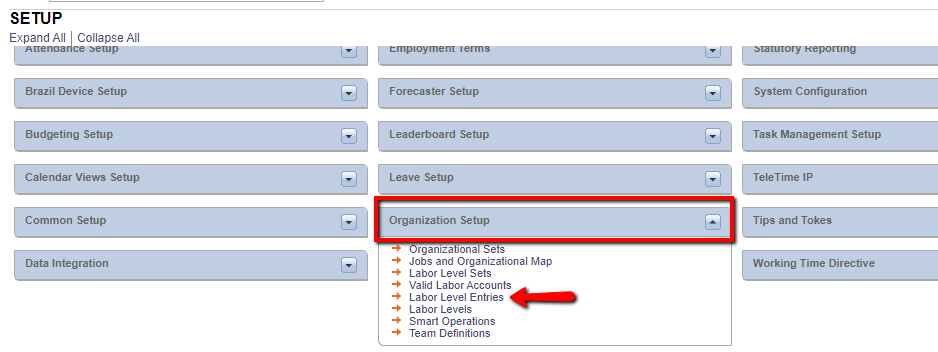 SETUP
Expand All | Collapse All
Attendance Setup
Employment Terms
Statutory Reporting
Brazil Device Setup
Forecaster Setup
System Configuration
Budgeting Setup
Leaderboard Setup
Task Management Setup
Calendar Views Setup
Leave Setup
TeleTime IP
Common Setup
Organization Setup
Tips and Tokes
Organizational Sets
Jobs and Organizational Map
Labor Level Sets
Valid Labor Accounts
Labor Level Entries
Labor Levels
Smart Operations
Team Definitions
Data Integration
Working Time Directive